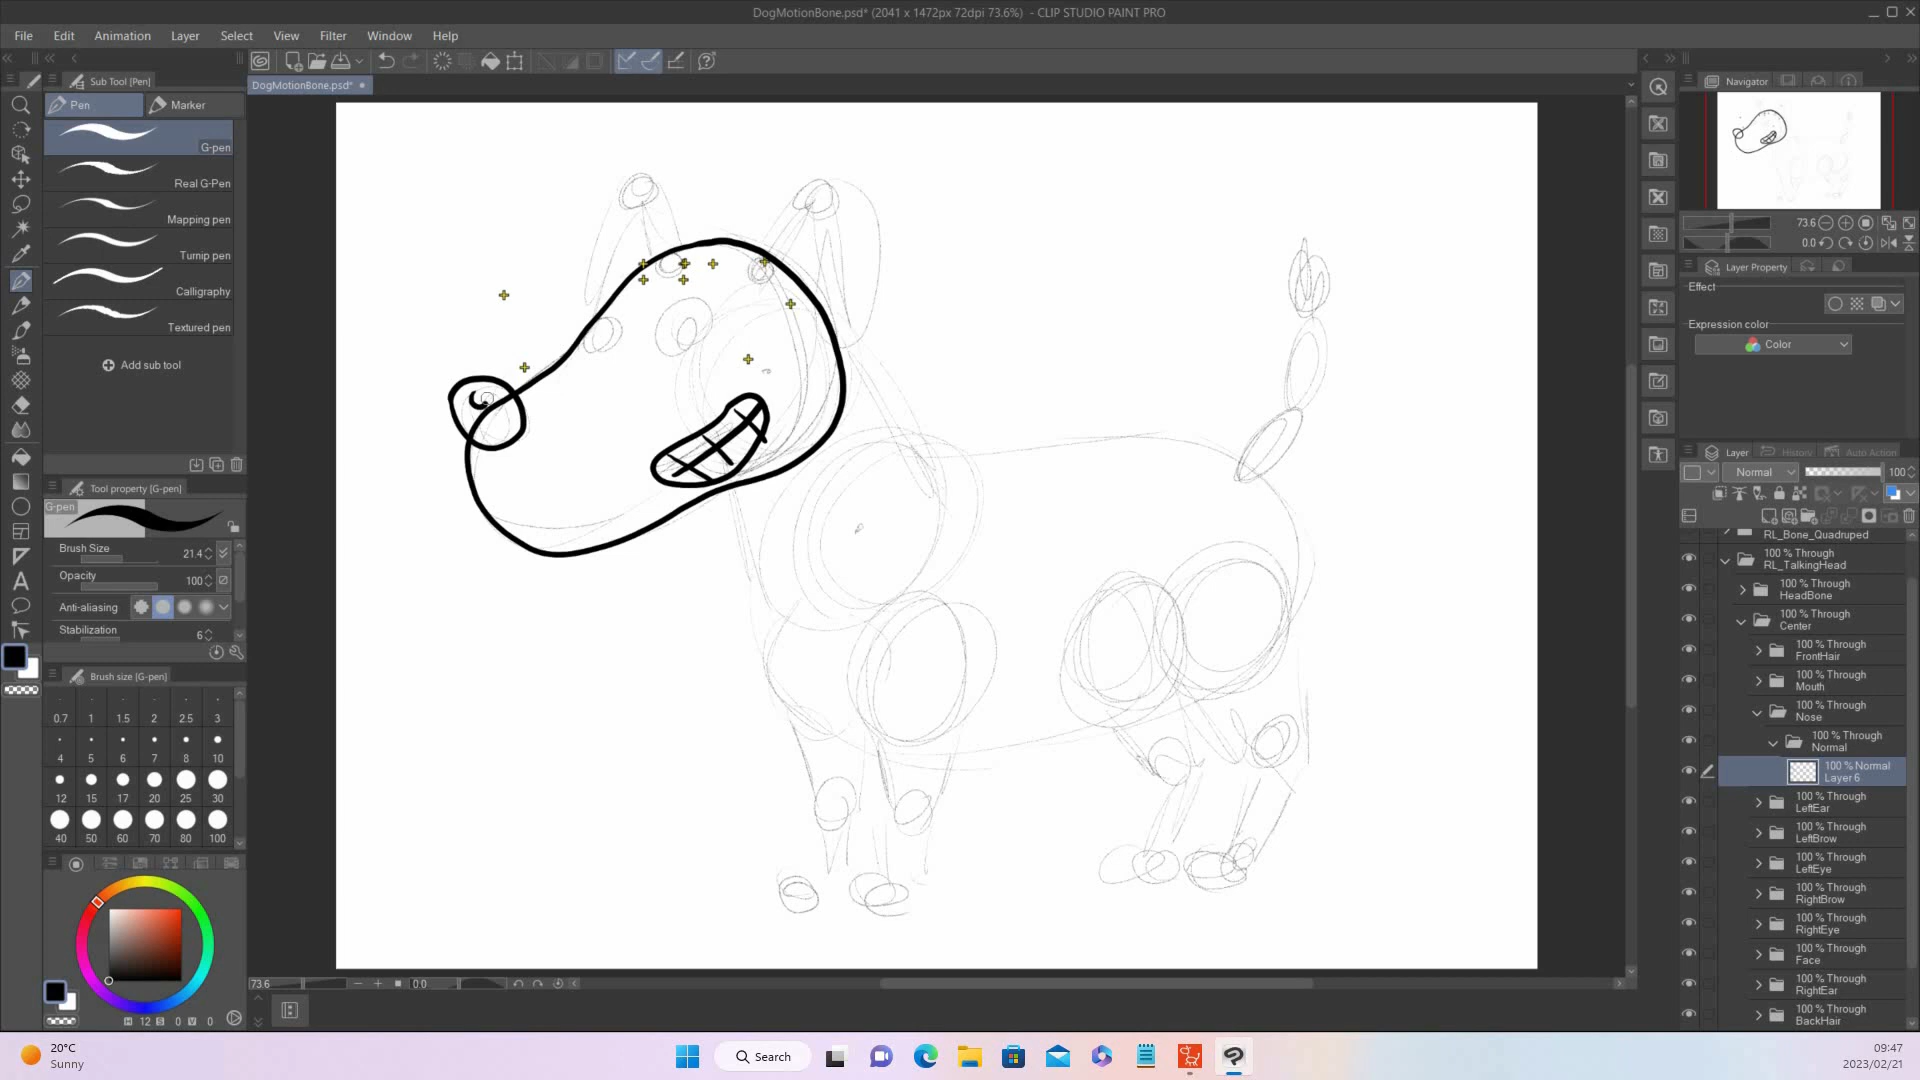 DogMotionBone.psd* (2041 x 1472px 72dpi 73.6%) - CLIP STUDIO PAINT PRO
File Edit Animation Layer Select View Filter Window Help
Sub Tool [Pen]
DogMotionBone.psd*
Navigator
Pen
Marker
G-pen
Real G-Pen
Mapping pen
Turnip pen
Calligraphy
Textured pen
Add sub tool
Tool property [G-pen]
G-pen
Brush Size 21.4
Opacity 100
Anti-aliasing
Stabilization 6
Brush size [G-pen]
0.7 1 1.5 2 2.5 3
4 5 6 7 8 10
12 15 17 20 25 30
40 50 60 70 80 100
H 12 S 0 V 0
73.6
0.0
73.6
0.0
Layer Property
Effect
Expression color
Color
Layer History Auto Action
Normal 100
RL_Bone_Quadruped
100 % Through
RL_TalkingHead
100 % Through
HeadBone
100 % Through
Center
100 % Through
FrontHair
100 % Through
Mouth
100 % Through
Nose
100 % Through
Normal
100 % Normal
Layer 6
100 % Through
LeftEar
100 % Through
LeftBrow
100 % Through
LeftEye
100 % Through
RightBrow
100 % Through
RightEye
100 % Through
Face
100 % Through
RightEar
100 % Through
BackHair
20°C
Sunny
Search
09:47
2023/02/21